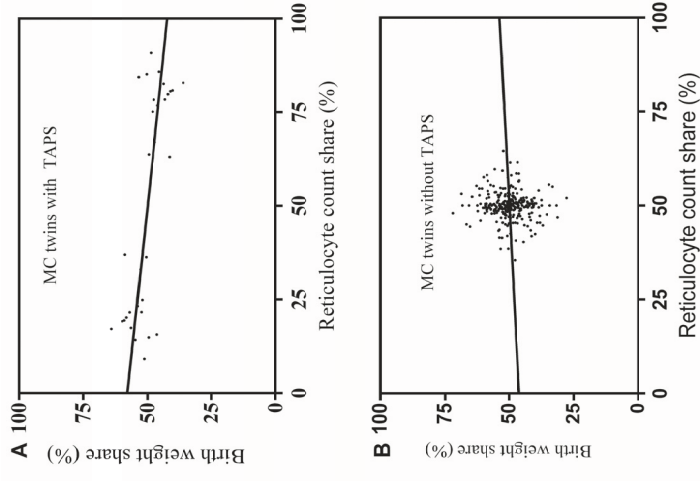 A
100
75
50
25
0
Birth weight share (%)
MC twins with TAPS
0
25
50
75
100
Reticulocyte count share (%)
B
100
75
50
25
0
Birth weight share (%)
MC twins without TAPS
0
25
50
75
100
Reticulocyte count share (%)